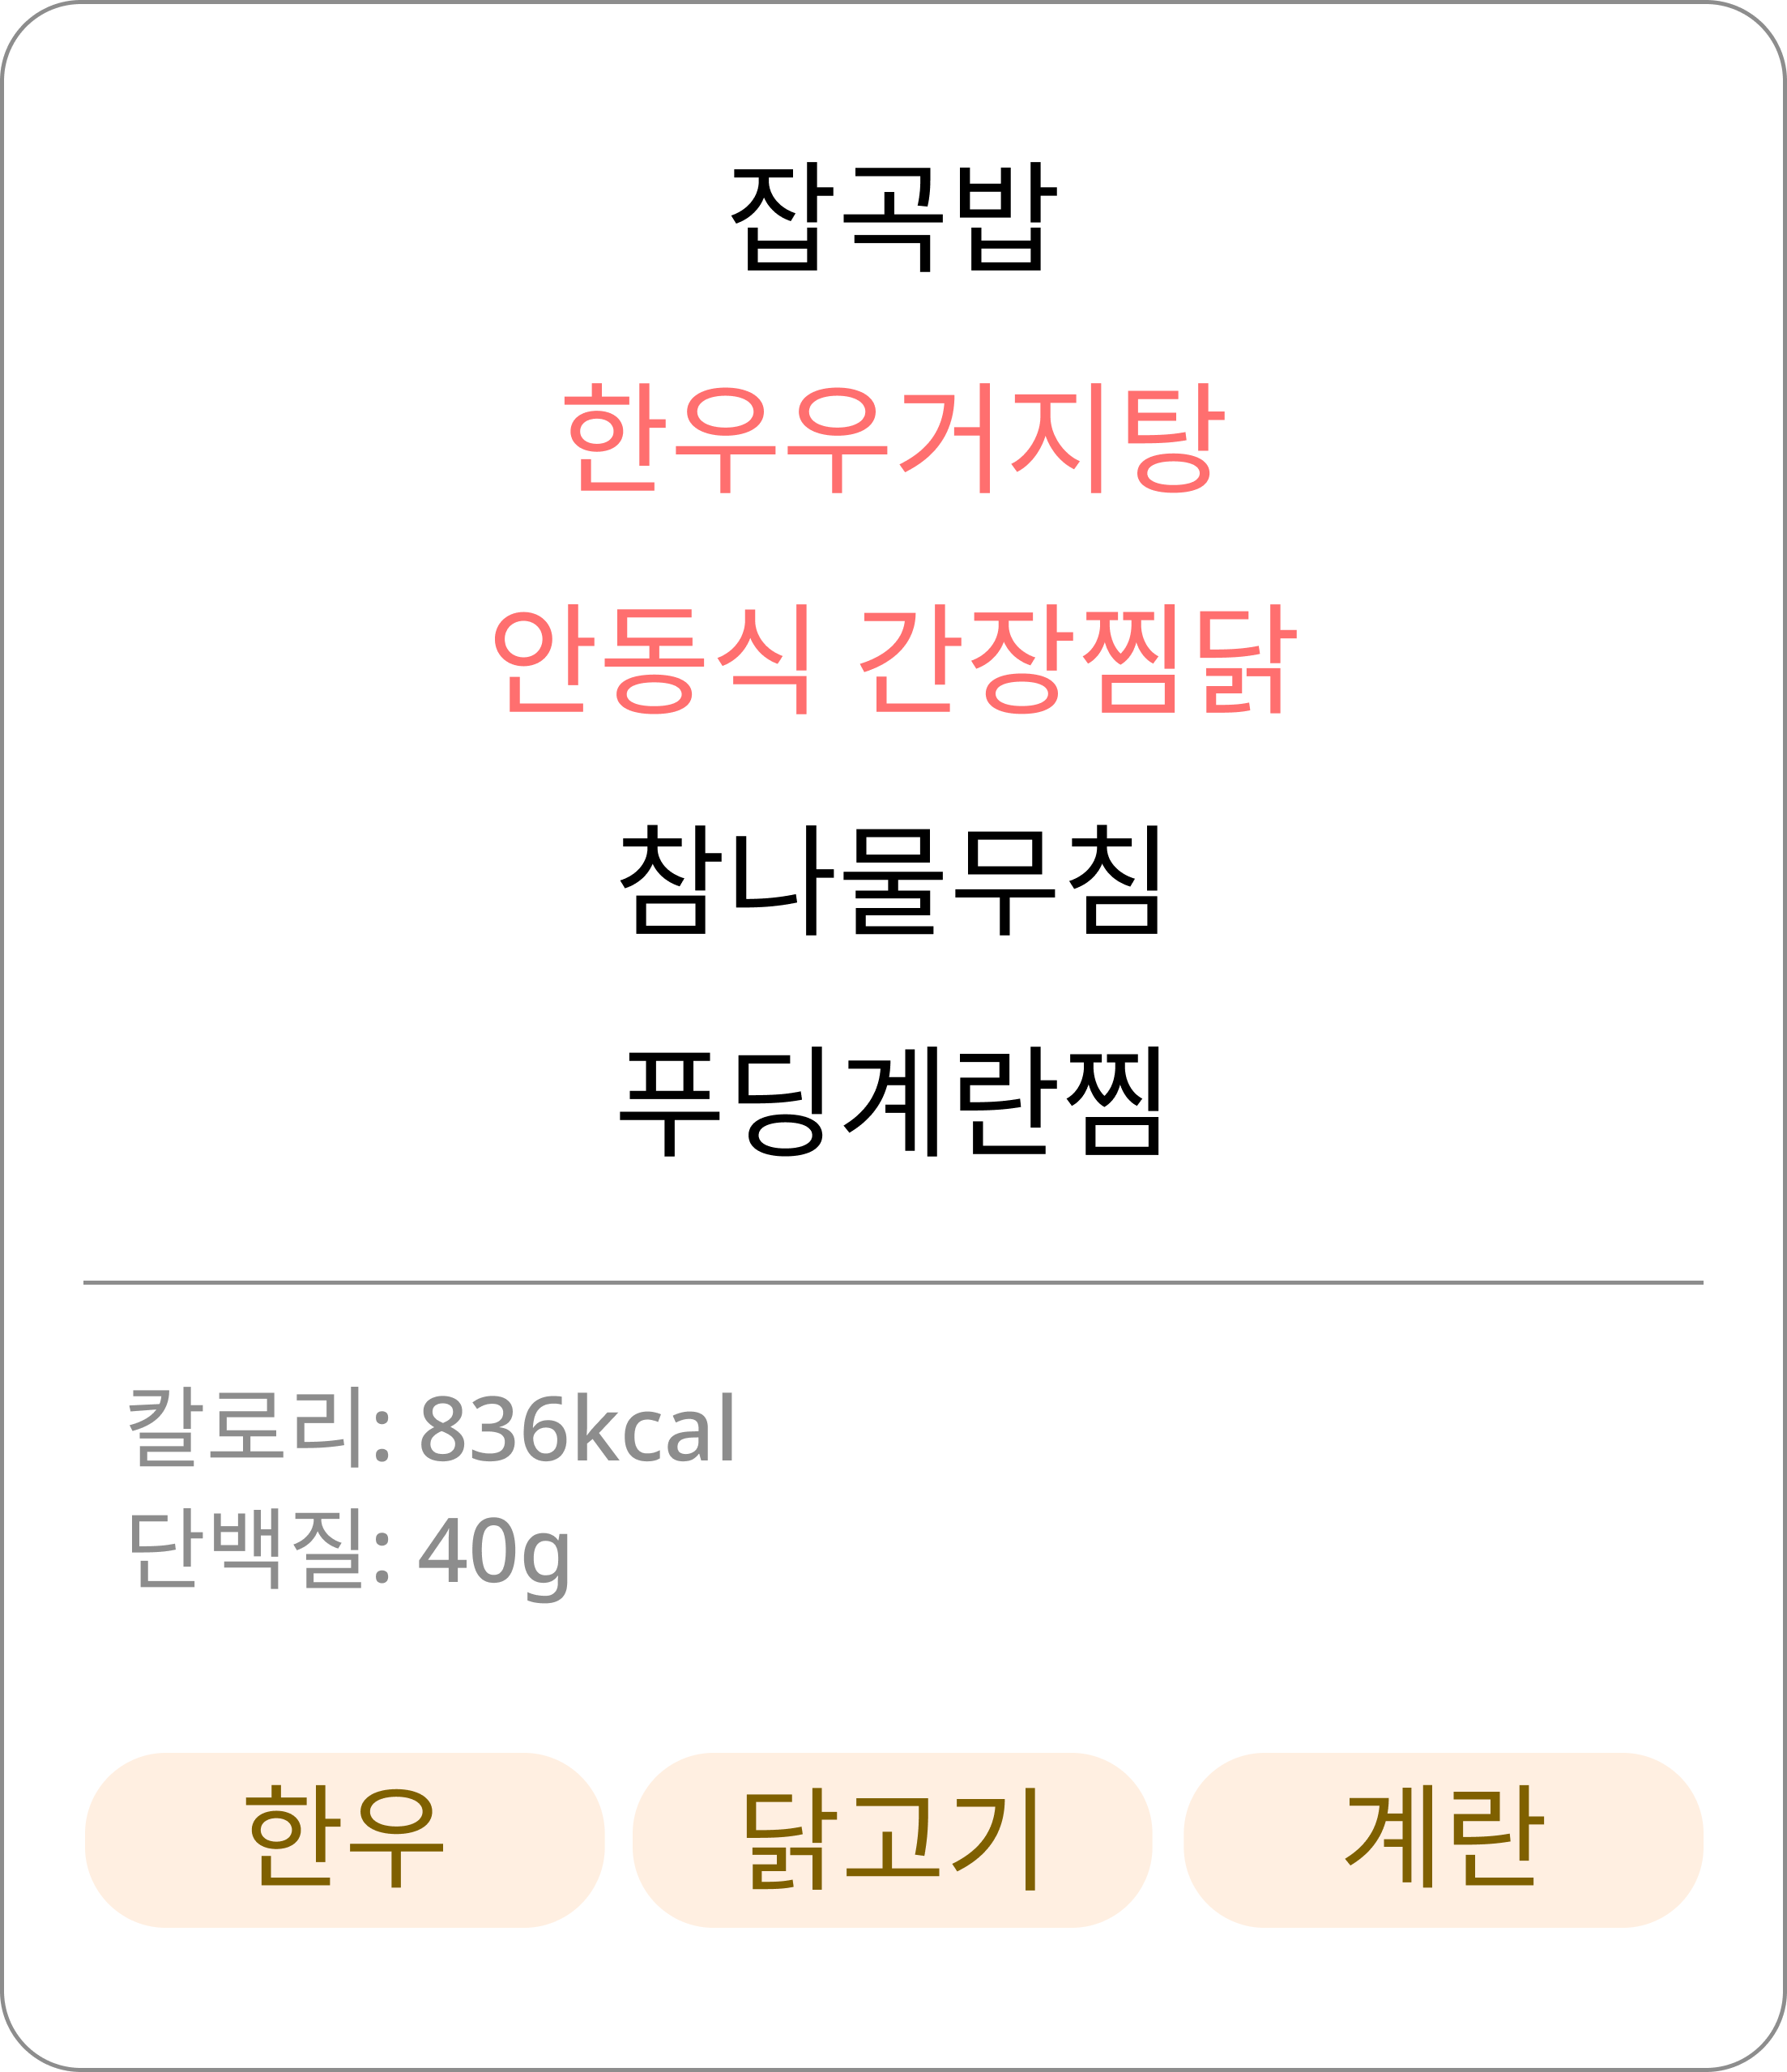 잡곡밥
한우우거지탕
안동식 간장찜닭
참나물무침
푸딩계란찜
칼로리: 836kcal
단백질: 40g
한우 닭고기 계란